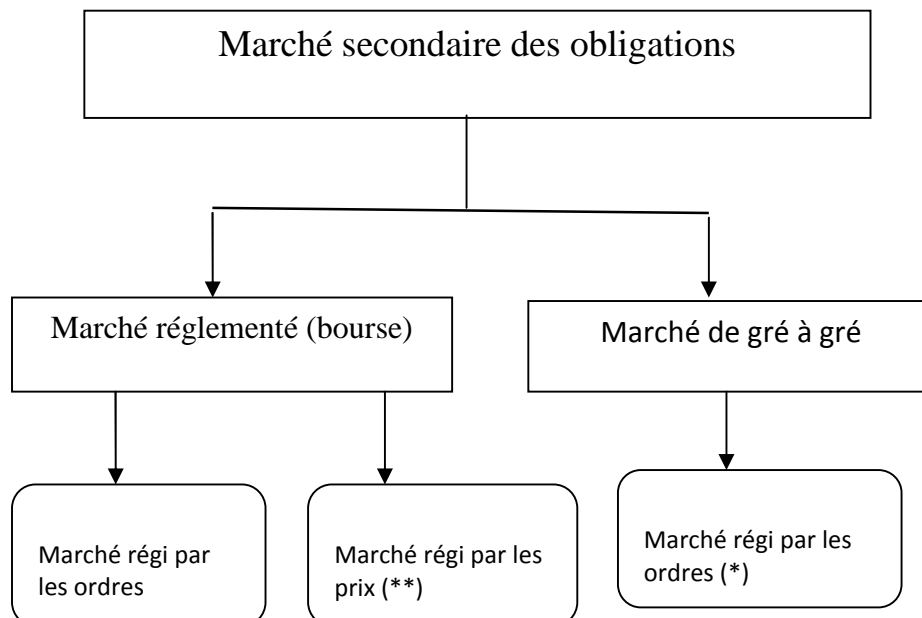 Marché secondaire des obligations
Marché réglementé (bourse)
Marché de gré à gré
Marché régi par
les ordres
Marché régi par les
prix (**)
Marché régi par les
ordres (*)